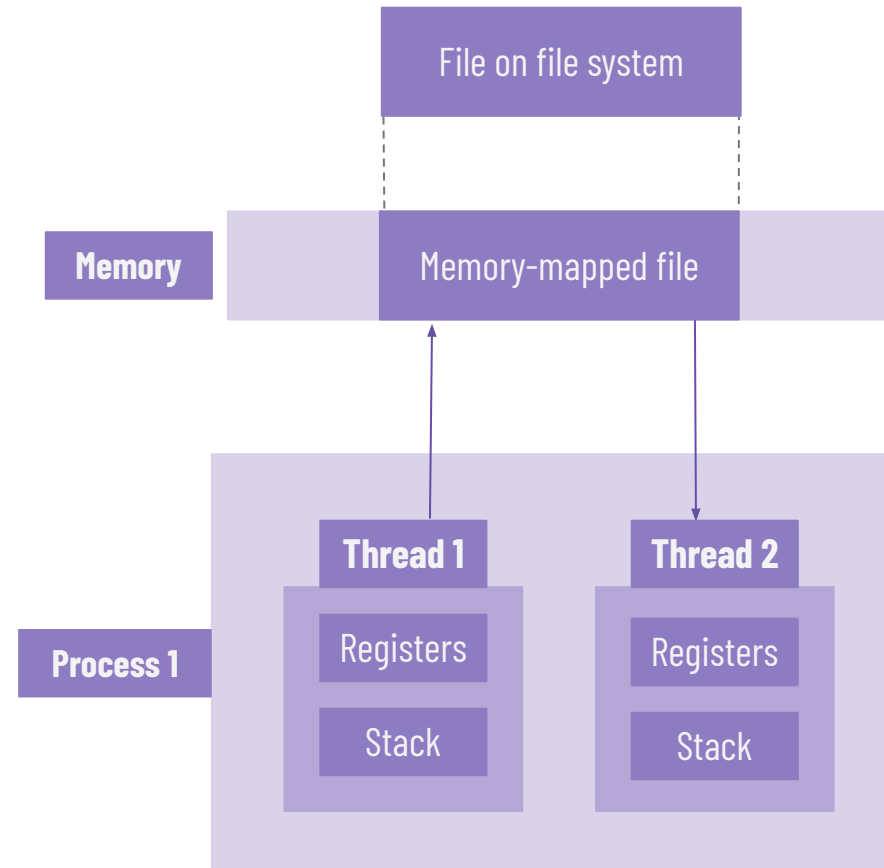 File on file system
Memory
Memory-mapped file
Thread 1
Thread 2
Process 1
Registers
Registers
Stack
Stack